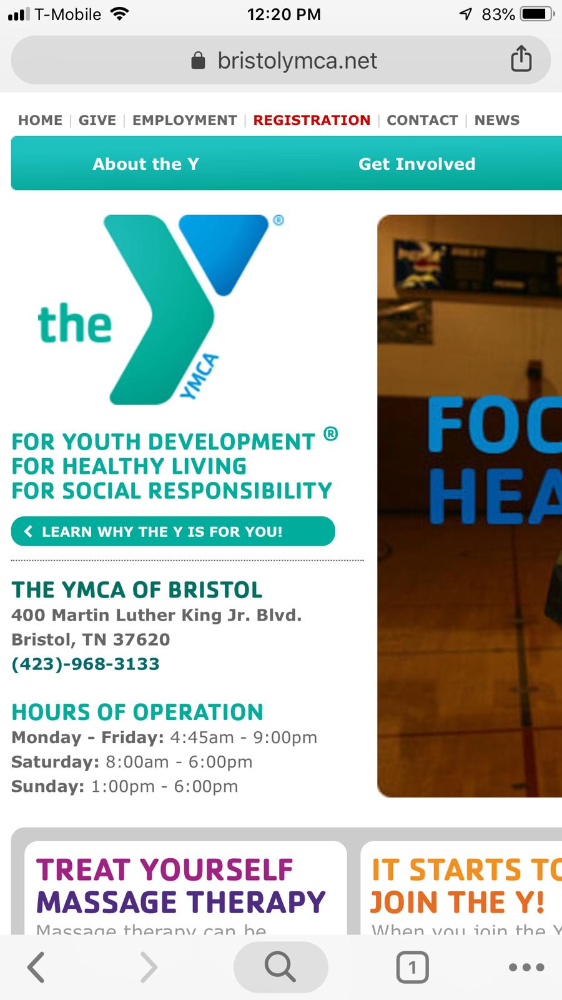 T-Mobile 12:20 PM 83%
bristolymca.net
HOME | GIVE | EMPLOYMENT | REGISTRATION | CONTACT | NEWS
About the Y Get Involved
the
YMCA
®
FOR YOUTH DEVELOPMENT ®
FOR HEALTHY LIVING
FOR SOCIAL RESPONSIBILITY
LEARN WHY THE Y IS FOR YOU!
THE YMCA OF BRISTOL
400 Martin Luther King Jr. Blvd.
Bristol, TN 37620
(423)-968-3133
HOURS OF OPERATION
Monday - Friday: 4:45am - 9:00pm
Saturday: 8:00am - 6:00pm
Sunday: 1:00pm - 6:00pm
FOC
HEA
TREAT YOURSELF
MASSAGE THERAPY
Massage therapy can be
IT STARTS TO
JOIN THE Y!
When you join the Y
1